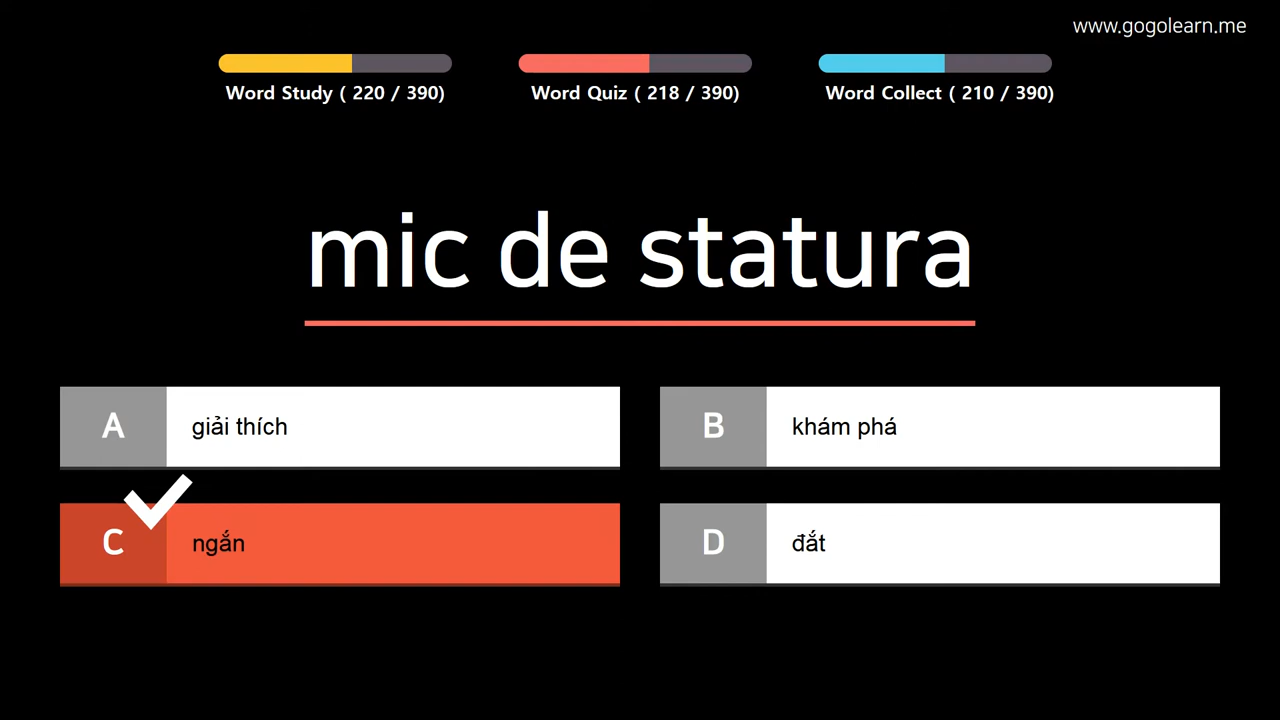 www.gogolearn.me
Word Study ( 220 / 390)
Word Quiz ( 218 / 390)
Word Collect ( 210 / 390)
mic de statura
A giải thích
B khám phá
C ngắn
D đắt